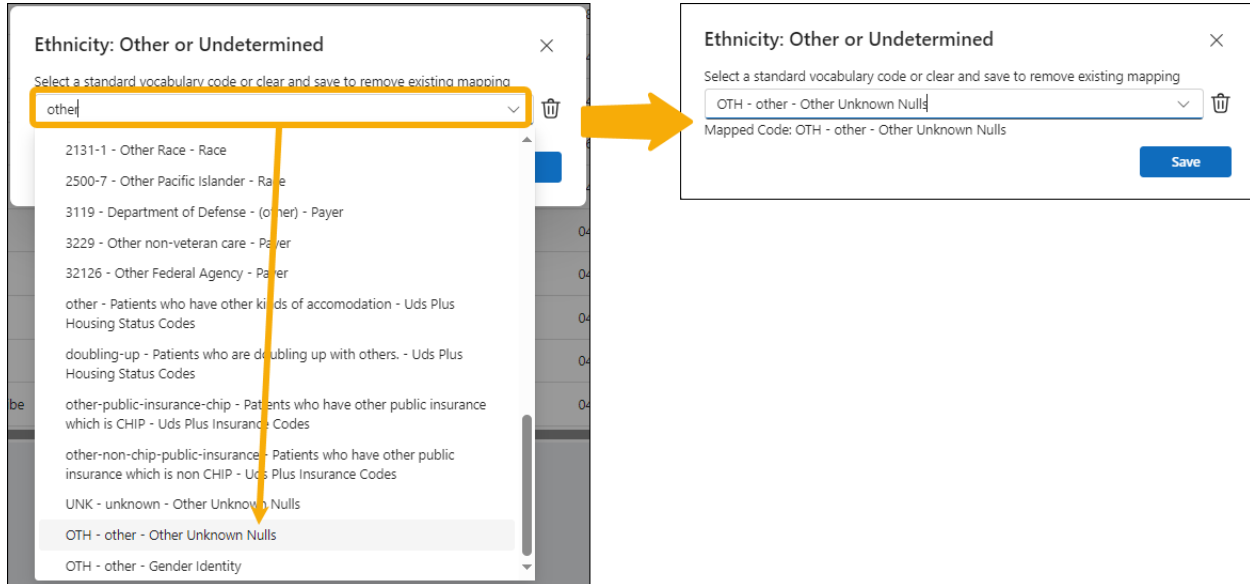 Ethnicity: Other or Undetermined
Select a standard vocabulary code or clear and save to remove existing mapping
other
2131-1 - Other Race - Race
2500-7 - Other Pacific Islander - Race
3119 - Department of Defense - (other) - Payer
3229 - Other non-veteran care - Payer
32126 - Other Federal Agency - Payer
other - Patients who have other kinds of accomodation - Uds Plus
Housing Status Codes
doubling-up - Patients who are doubling up with others. - Uds Plus
Housing Status Codes
other-public-insurance-chip - Patients who have other public insurance
which is CHIP - Uds Plus Insurance Codes
other-non-chip-public-insurance - Patients who have other public
insurance which is non CHIP - Uds Plus Insurance Codes
UNK - unknown - Other Unknown Nulls
OTH - other - Other Unknown Nulls
OTH - other - Gender Identity
be
04
04
04
04
04
Ethnicity: Other or Undetermined
Select a standard vocabulary code or clear and save to remove existing mapping
OTH - other - Other Unknown Nulls
Mapped Code: OTH - other - Other Unknown Nulls
Save